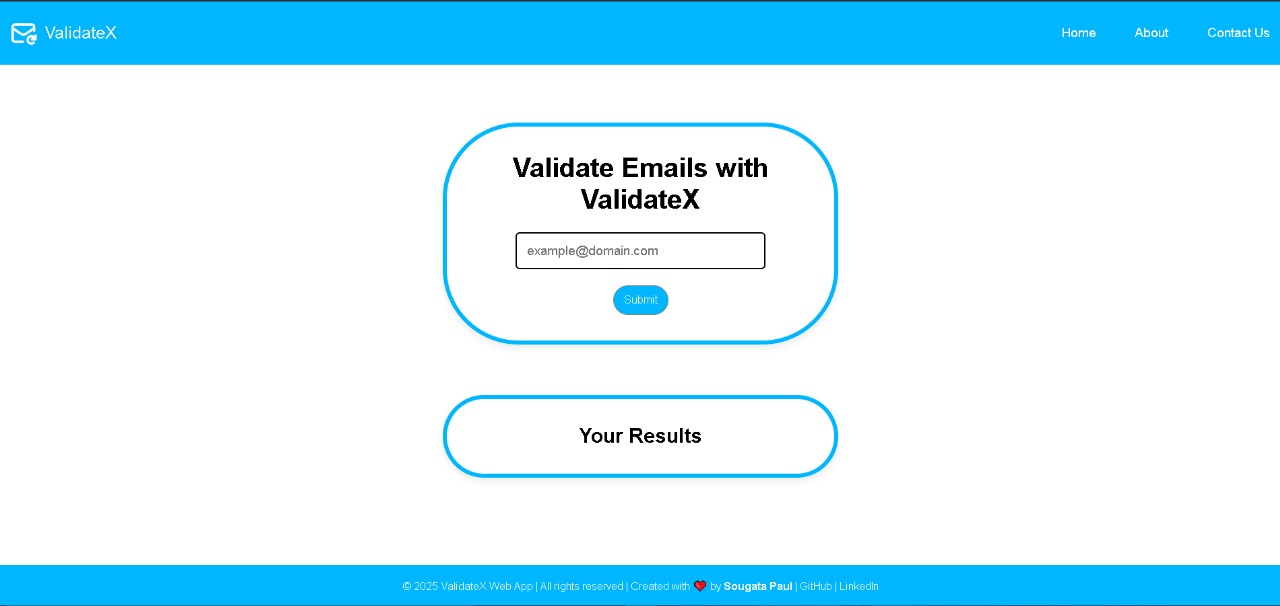 ValidateX
Home
About
Contact Us
Validate Emails with
ValidateX
example@domain.com
Submit
Your Results
© 2025 ValidateX Web App | All rights reserved | Created with ❤️ by Sougata Paul | GitHub | LinkedIn